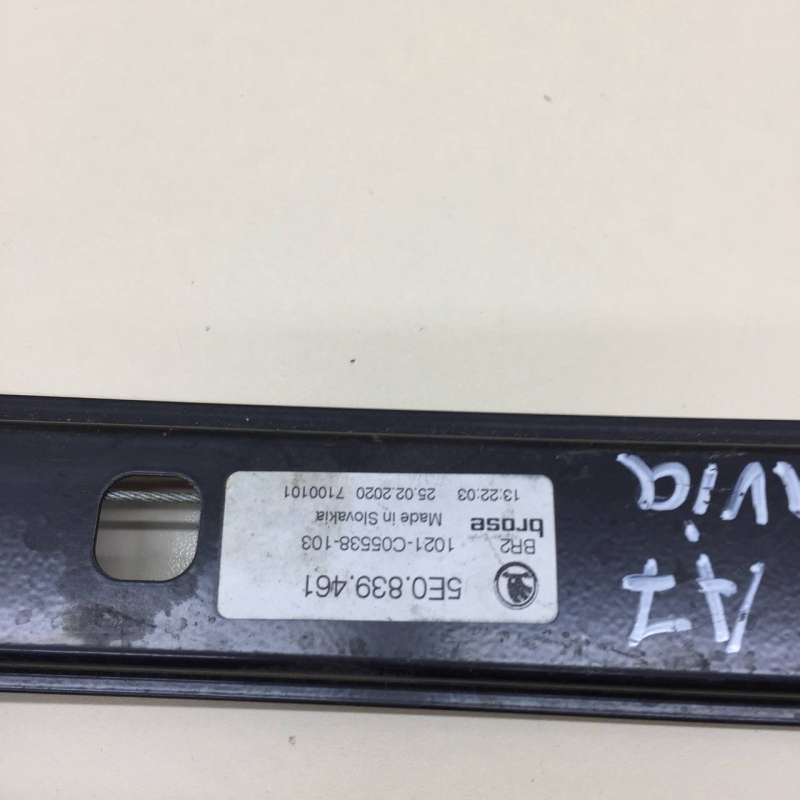 5E0.839.461
BR2 1021-C05538-103
brose Made in Slovakia
13:22:03 25.02.2020 7100101
A7